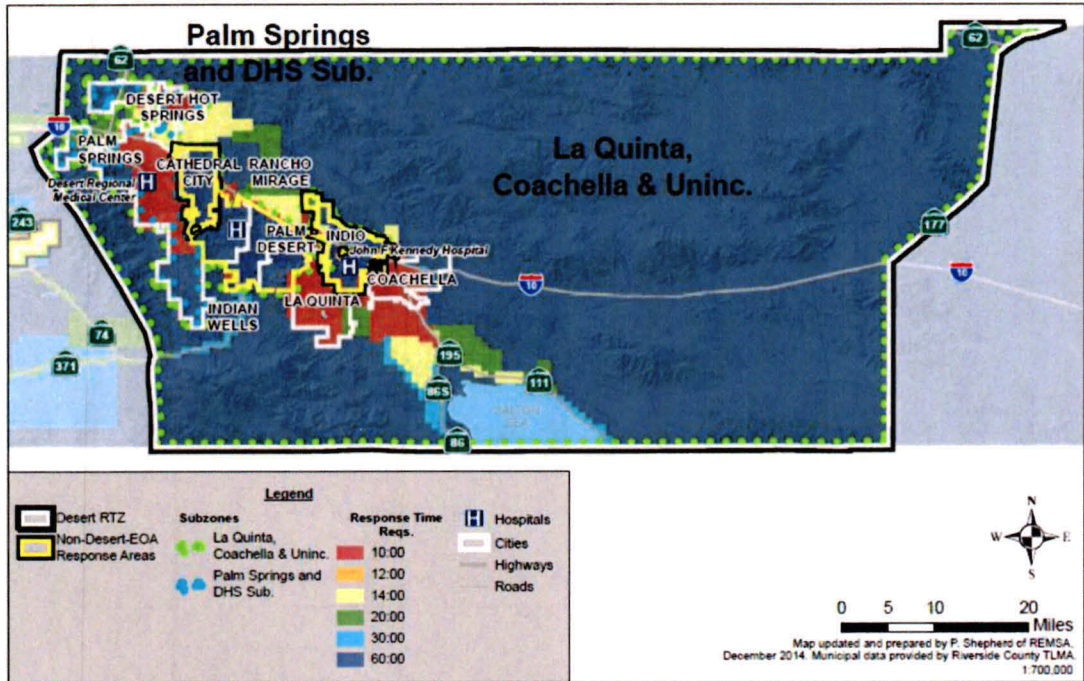 Palm Springs
and DHS Sub.
62
62
DESERT HOT
SPRINGS
10
PALM
SPRINGS
CATHEDRAL
CITY
RANCHO
MIRAGE
La Quinta,
Coachella & Uninc.
Desert Regional
Medical Center
H
H
243
177
PALM
DESERT
INDIO
John F Kennedy Hospital
H
COACHELLA
10
10
LA QUINTA
INDIAN
WELLS
74
371
195
111
86S
SALTON
SEA
86
Legend
Desert RTZ
Non-Desert-EOA
Response Areas
Subzones
La Quinta,
Coachella & Uninc.
Palm Springs and
DHS Sub.
Response Time
Reqs.
10:00
12:00
14:00
20:00
30:00
60:00
H Hospitals
Cities
Highways
Roads
N
W E
S
0 5 10 20
Miles
Map updated and prepared by P. Shepherd of REMSA,
December 2014. Municipal data provided by Riverside County TLMA.
1:700,000